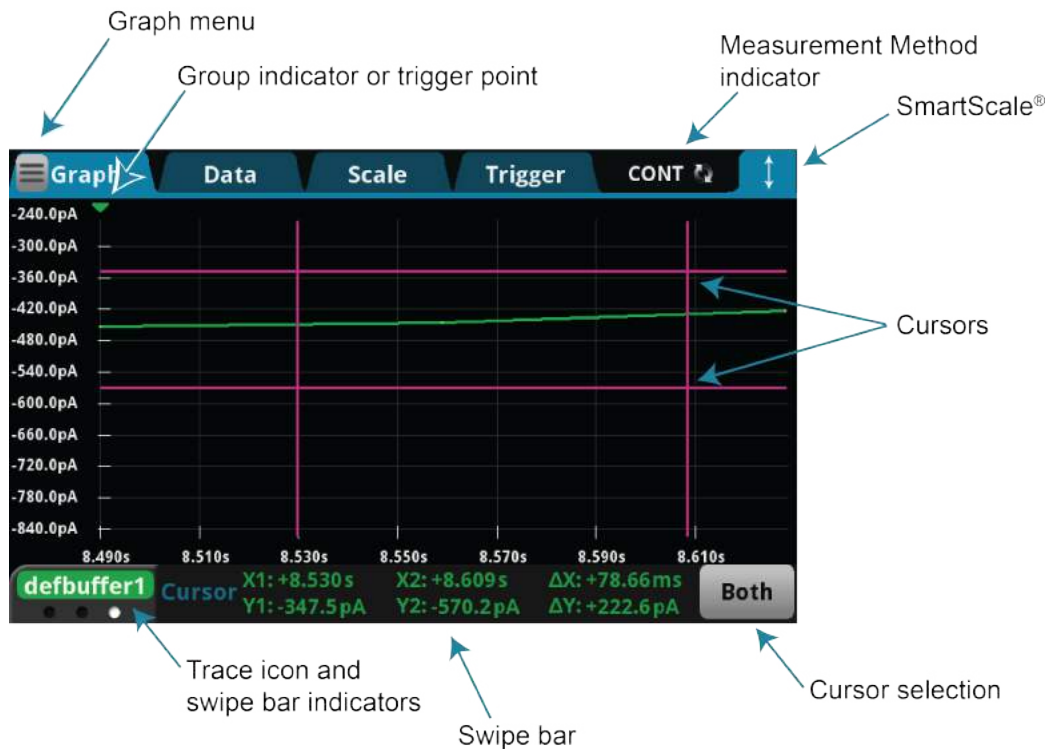 Graph menu
Group indicator or trigger point
Measurement Method
indicator
SmartScale®
Graph
Data
Scale
Trigger
CONT
-240.0pA
-300.0pA
-360.0pA
-420.0pA
-480.0pA
-540.0pA
-600.0pA
-660.0pA
-720.0pA
-780.0pA
-840.0pA
Cursors
8.490s 8.510s 8.530s 8.550s 8.570s 8.590s 8.610s
defbuffer1
Cursor
X1: +8.530s X2: +8.609s ΔX: +78.66ms
Y1: -347.5pA Y2: -570.2pA ΔY: +222.6pA
Both
Trace icon and
swipe bar indicators
Swipe bar
Cursor selection